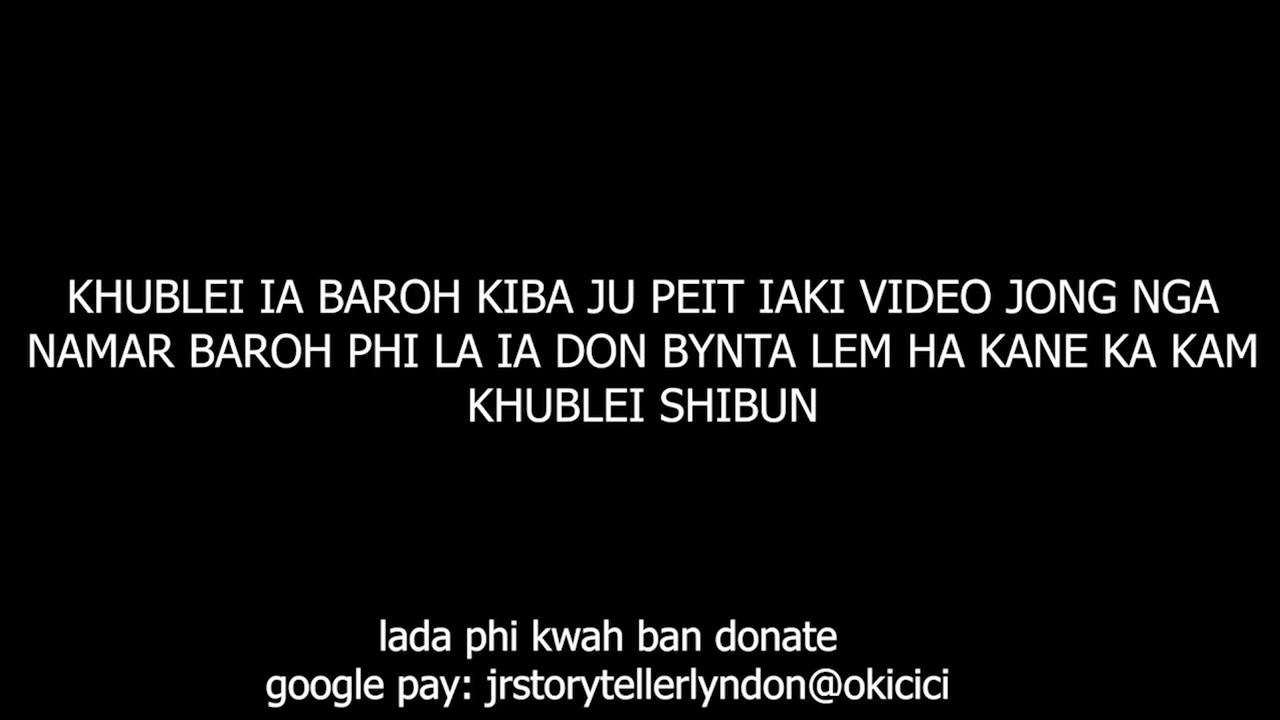 KHUBLEI IA BAROH KIBA JU PEIT IAKI VIDEO JONG NGA
NAMAR BAROH PHI LA IA DON BYNTA LEM HA KANE KA KAM
KHUBLEI SHIBUN
lada phi kwah ban donate
google pay: jrstorytellerlyndon@okicici